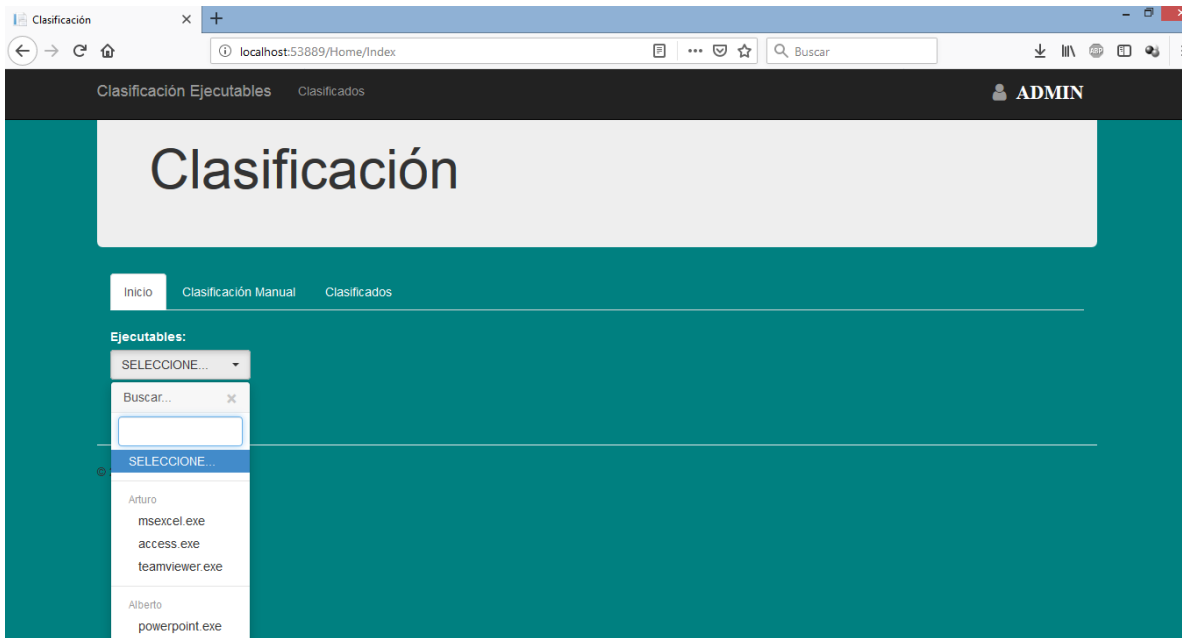 Clasificación
localhost:53889/Home/Index
Buscar
ABP
Clasificación Ejecutables Clasificados ADMIN
Clasificación
Inicio Clasificación Manual Clasificados
Ejecutables:
SELECCIONE...
Buscar...
SELECCIONE...
©
Arturo
msexcel.exe
access.exe
teamviewer.exe
Alberto
powerpoint.exe